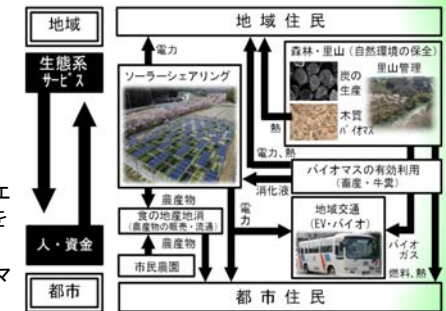 地域
地域住民
生態系
サービス
電力
ソーラーシェアリング
森林・里山（自然環境の保全）
炭の
生産
里山管理
木質
バイオマス
熱
電力、熱
バイオマスの有効利用
（畜産・牛糞）
消化液
農産物
食の地産地消
（農産物の販売・流通）
電力
地域交通
（EV・バイオ）
農産物
市民農園
バイオ
ガス
燃料、熱
人・資金
都市
都市住民
エ
を
マ